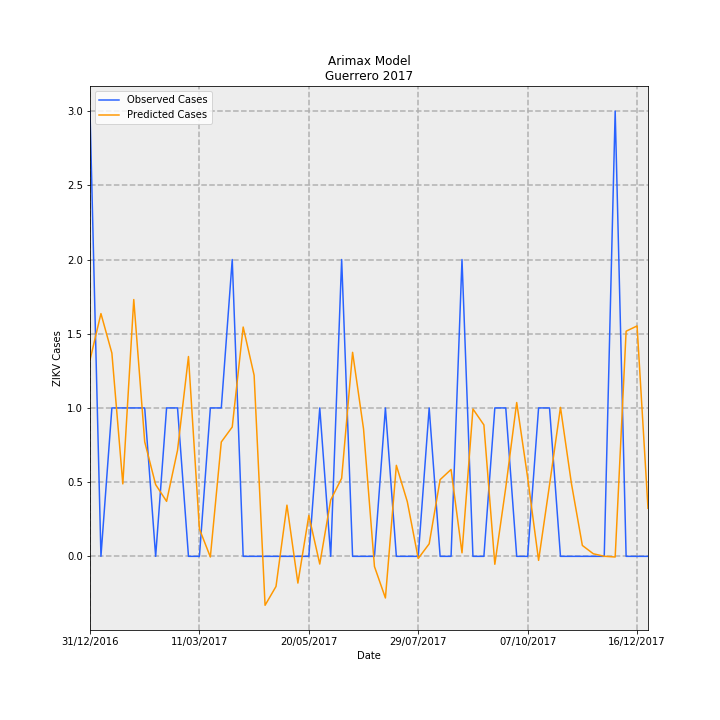 Arimax Model
Guerrero 2017
Observed Cases
Predicted Cases
ZIKV Cases
3.0
2.5
2.0
1.5
1.0
0.5
0.0
31/12/2016
11/03/2017
20/05/2017
29/07/2017
07/10/2017
16/12/2017
Date